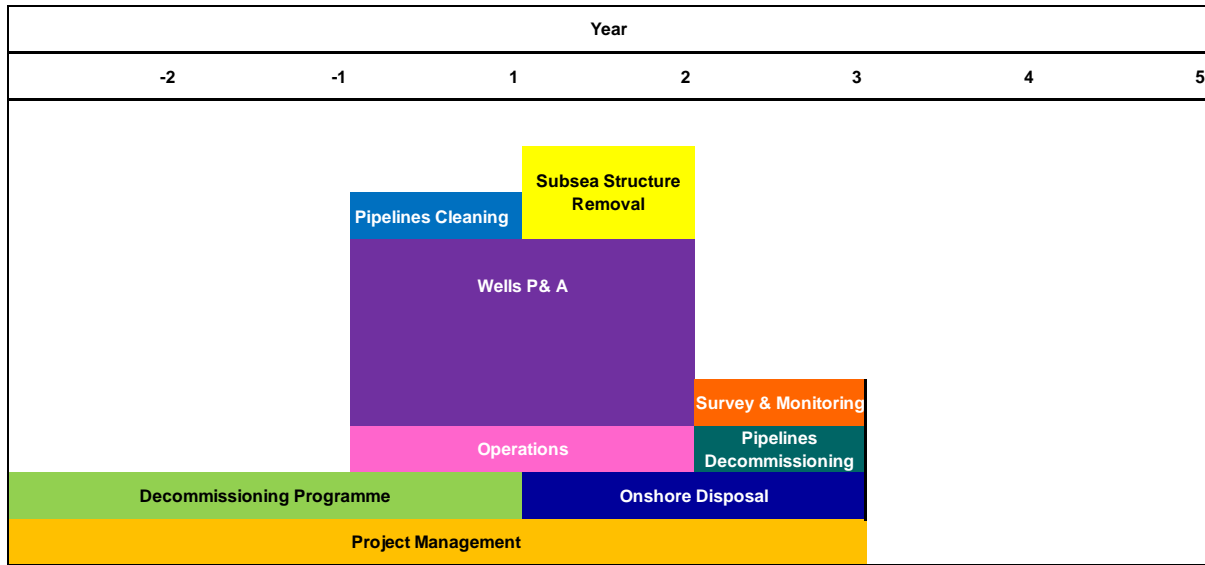 Year
-2 -1 1 2 3 4 5
Subsea Structure
Removal
Pipelines Cleaning
Wells P& A
Survey & Monitoring
Operations
Pipelines
Decommissioning
Decommissioning Programme
Onshore Disposal
Project Management